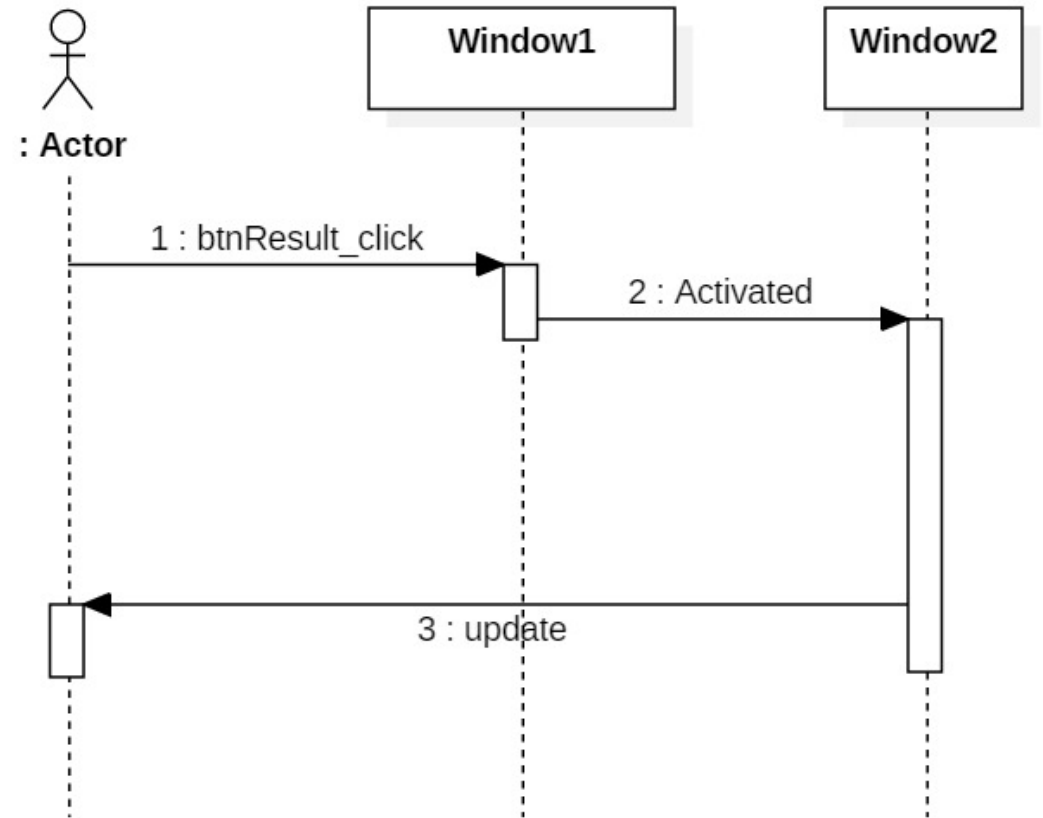 Window1
Window2
: Actor
1 : btnResult_click
2 : Activated
3 : update